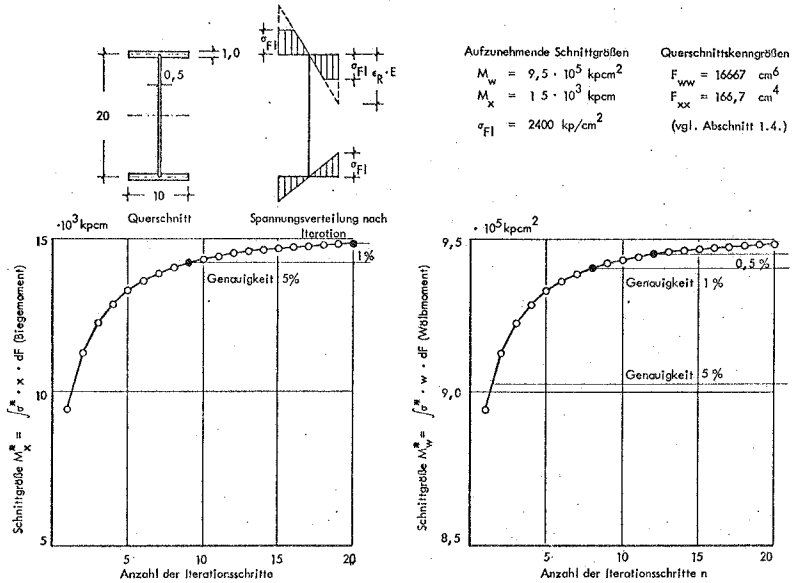 σFl
1,0
0,5
20
10
Querschnitt
σFl
εR · E
σFl
Spannungsverteilung nach
Iteration
Aufzunehmende Schnittgrößen
Mw = 9,5 · 10⁵ kpcm²
Mx = 15 · 10³ kpcm
σFl = 2400 kp/cm²
Querschnittskenngrößen
Fww = 16667 cm⁶
Fxx = 166,7 cm⁴
(vgl. Abschnitt 1.4.)
· 10³ kpcm
15
10
5
1%
Genauigkeit 5%
Schnittgröße M*x = ∫σ* · x · dF (Biegemoment)
5 10 15 20
Anzahl der Iterationsschritte
· 10⁵ kpcm²
9,5
9,0
8,5
0,5%
Genauigkeit 1%
Genauigkeit 5%
Schnittgröße M*w = ∫σ* · w · dF (Wölbmoment)
5 10 15 20
Anzahl der Iterationsschritte n